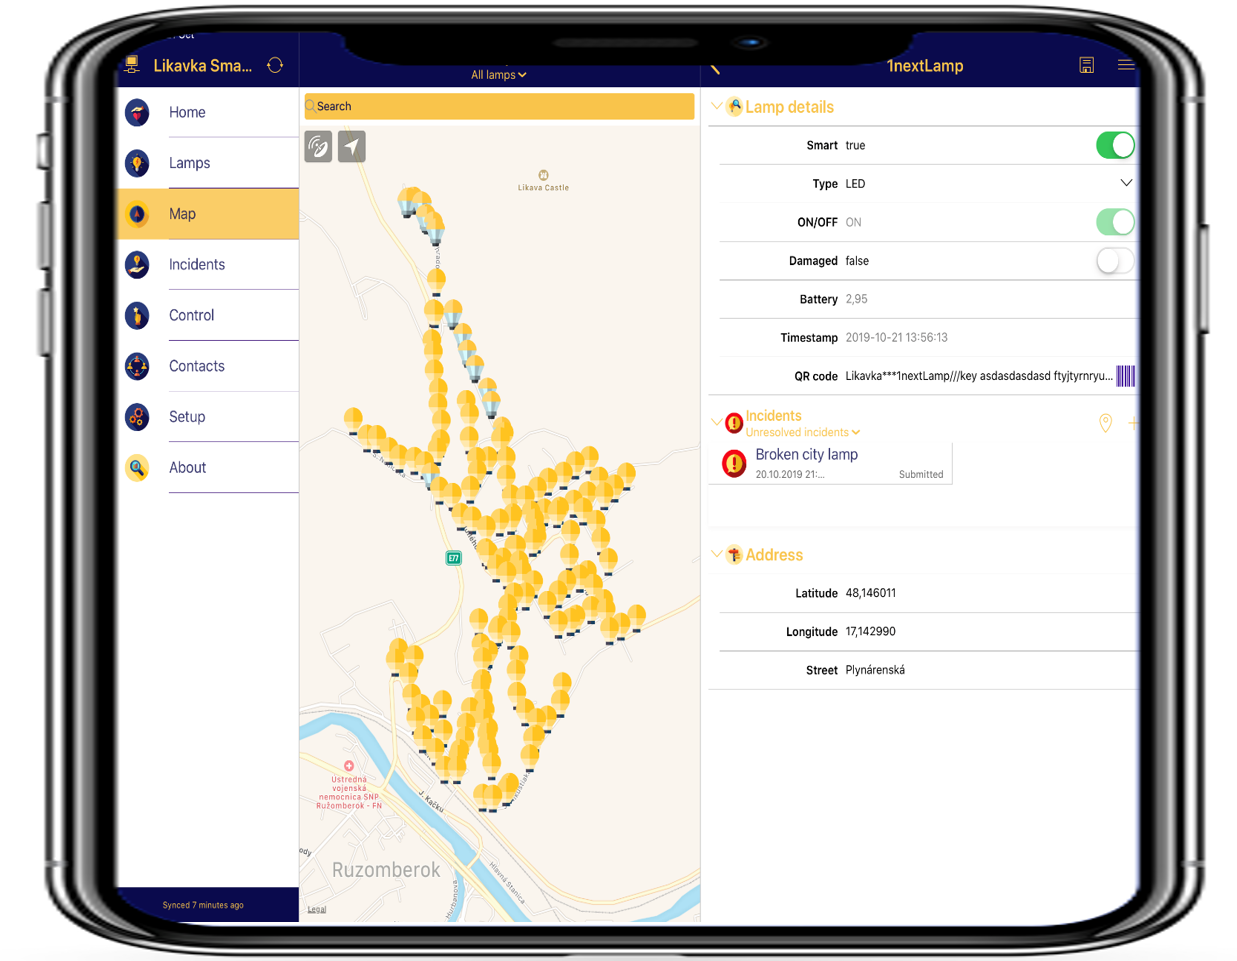 Likavka Sma...
Home
Lamps
Map
Incidents
Control
Contacts
Setup
About
Synced 7 minutes ago
All lamps
Search
Likava Castle
E77
Ustredná
vojenská
nemocnica SNP
Ružomberok - FN
J. Kačku
Hlavná Stanica
Ruzomberok
Hurbanova
Legal
1nextLamp
Lamp details
Smart true
Type LED
ON/OFF ON
Damaged false
Battery 2,95
Timestamp 2019-10-21 13:56:13
QR code Likavka***1nextLamp///key asdasdasdasd ftyjtyrnryu...
Incidents
Unresolved incidents
Broken city lamp
20.10.2019 21:...
Submitted
Address
Latitude 48,146011
Longitude 17,142990
Street Plynárenská